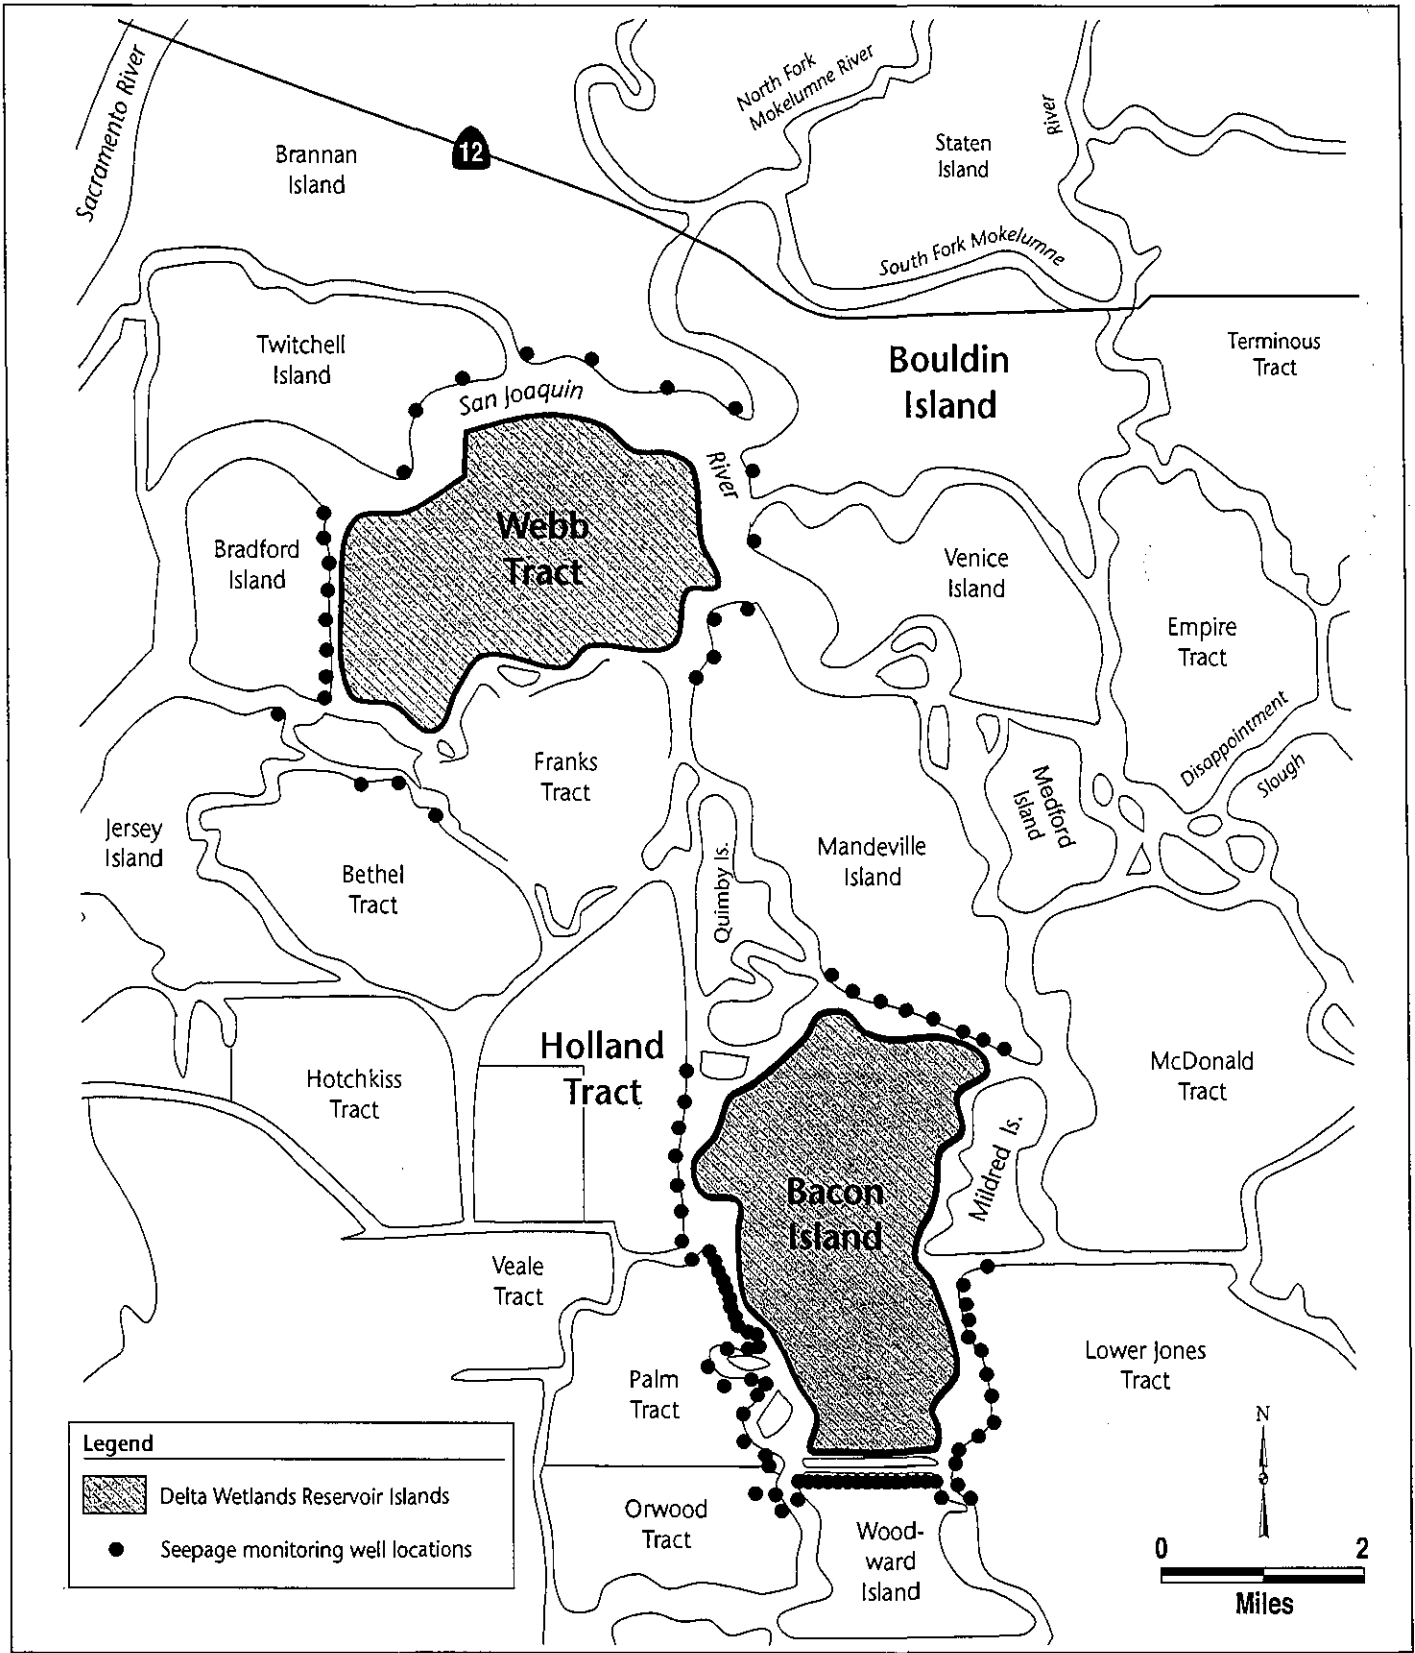 Sacramento River
North Fork
Mokelumne River
River
12
Brannan
Island
Staten
Island
South Fork Mokelumne
Twitchell
Island
San Joaquin
Bouldin
Island
Terminous
Tract
River
Webb
Tract
Bradford
Island
Venice
Island
Empire
Tract
Disappointment
Slough
Franks
Tract
Medford
Island
Jersey
Island
Bethel
Tract
Quimby Is.
Mandeville
Island
Holland
Tract
Hotchkiss
Tract
McDonald
Tract
Mildred Is.
Bacon
Island
Veale
Tract
Palm
Tract
Lower Jones
Tract
Orwood
Tract
Wood-
ward
Island
Legend
Delta Wetlands Reservoir Islands
Seepage monitoring well locations
N
0 2
Miles